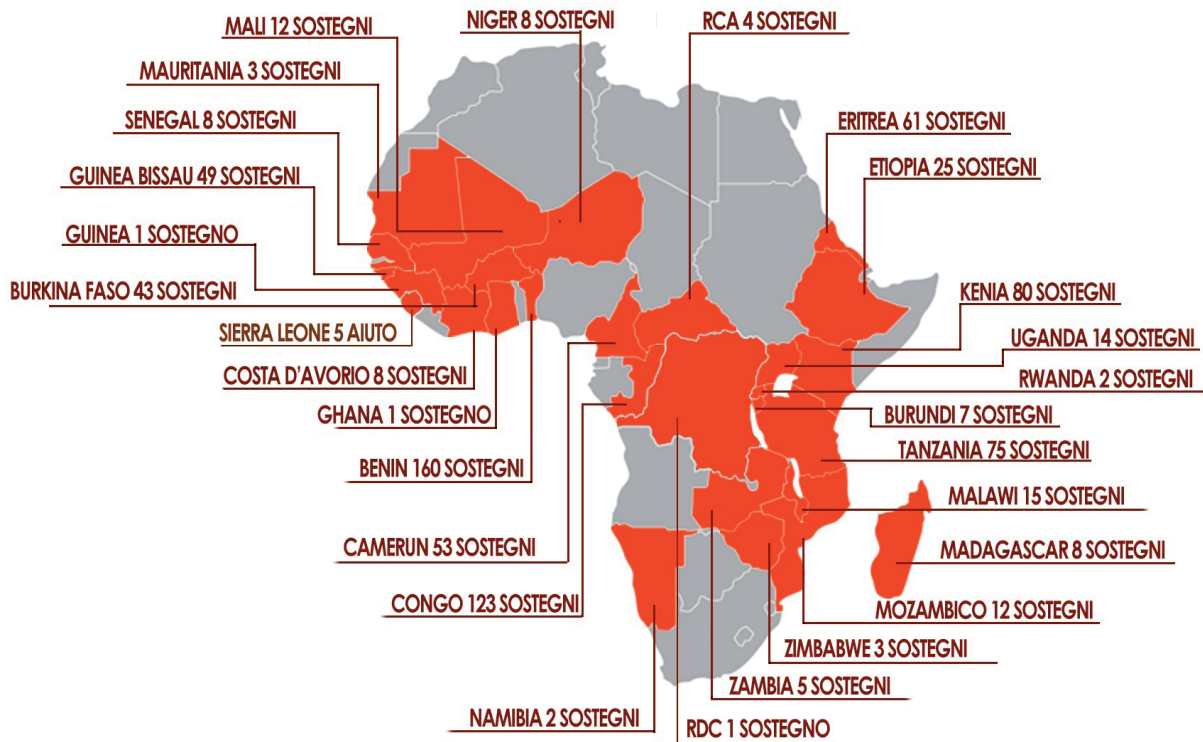 NIGER 8 SOSTEGNI
RCA 4 SOSTEGNI
MALI 12 SOSTEGNI
MAURITANIA 3 SOSTEGNI
SENEGAL 8 SOSTEGNI
GUINEA BISSAU 49 SOSTEGNI
GUINEA 1 SOSTEGNO
BURKINA FASO 43 SOSTEGNI
SIERRA LEONE 5 AIUTO
COSTA D'AVORIO 8 SOSTEGNI
GHANA 1 SOSTEGNO
BENIN 160 SOSTEGNI
CAMERUN 53 SOSTEGNI
CONGO 123 SOSTEGNI
NAMIBIA 2 SOSTEGNI
ERITREA 61 SOSTEGNI
ETIOPIA 25 SOSTEGNI
KENIA 80 SOSTEGNI
UGANDA 14 SOSTEGNI
RWANDA 2 SOSTEGNI
BURUNDI 7 SOSTEGNI
TANZANIA 75 SOSTEGNI
MALAWI 15 SOSTEGNI
MADAGASCAR 8 SOSTEGNI
MOZAMBICO 12 SOSTEGNI
ZIMBABWE 3 SOSTEGNI
ZAMBIA 5 SOSTEGNI
RDC 1 SOSTEGNO